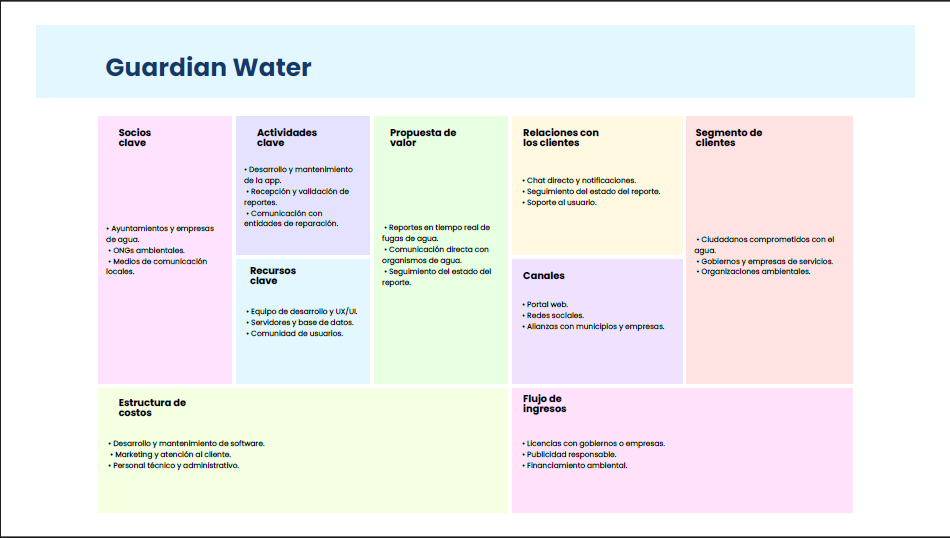 Guardian Water
Socios
clave
• Ayuntamientos y empresas
de agua.
• ONGs ambientales.
• Medios de comunicación
locales.
Actividades
clave
• Desarrollo y mantenimiento
de la app.
• Recepción y validación de
reportes.
• Comunicación con
entidades de reparación.
Recursos
clave
• Equipo de desarrollo y UX/UI.
• Servidores y base de datos.
• Comunidad de usuarios.
Propuesta de
valor
• Reportes en tiempo real de
fugas de agua.
• Comunicación directa con
organismos de agua.
• Seguimiento del estado del
reporte.
Relaciones con
los clientes
• Chat directo y notificaciones.
• Seguimiento del estado del reporte.
• Soporte al usuario.
Canales
• Portal web.
• Redes sociales.
• Alianzas con municipios y empresas.
Segmento de
clientes
• Ciudadanos comprometidos con el
agua.
• Gobiernos y empresas de servicios.
• Organizaciones ambientales.
Estructura de
costos
• Desarrollo y mantenimiento de software.
• Marketing y atención al cliente.
• Personal técnico y administrativo.
Flujo de
ingresos
• Licencias con gobiernos o empresas.
• Publicidad responsable.
• Financiamiento ambiental.